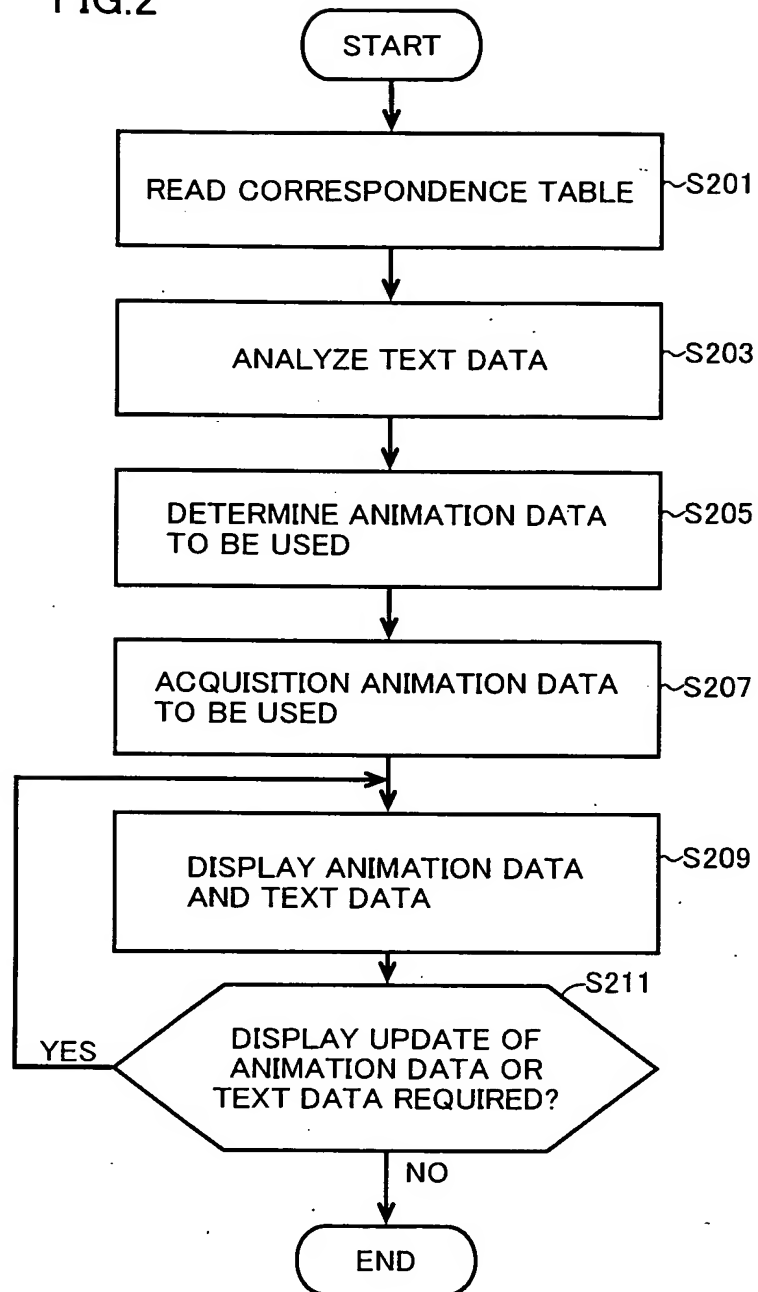 FIG.2
START
READ CORRESPONDENCE TABLE
S201
ANALYZE TEXT DATA
S203
DETERMINE ANIMATION DATA
TO BE USED
S205
ACQUISITION ANIMATION DATA
TO BE USED
S207
DISPLAY ANIMATION DATA
AND TEXT DATA
S209
S211
DISPLAY UPDATE OF
ANIMATION DATA OR
TEXT DATA REQUIRED?
YES
NO
END